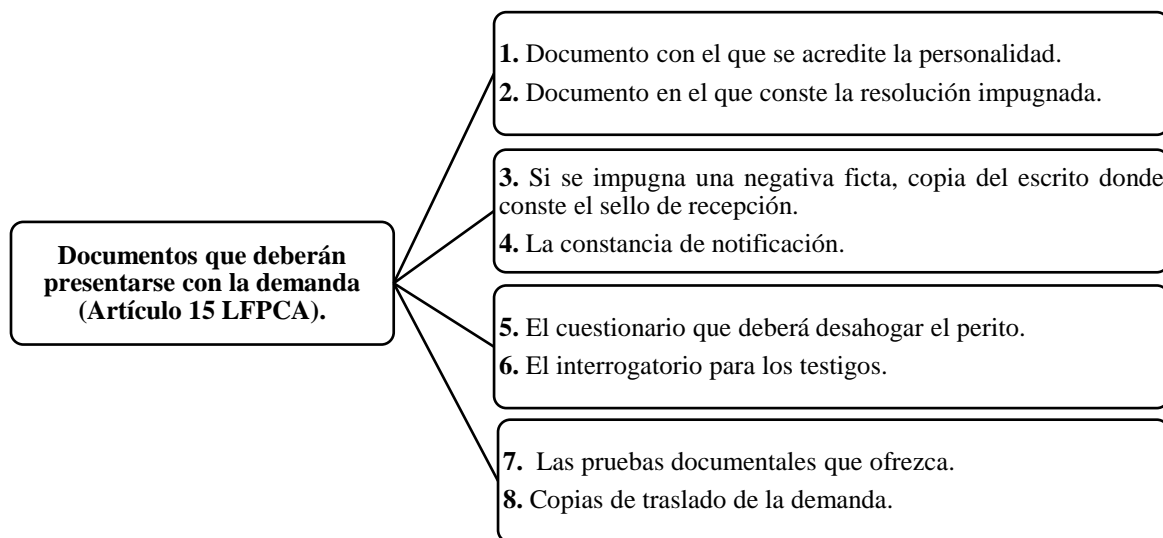 Documentos que deberán
presentarse con la demanda
(Artículo 15 LFPCA).
1. Documento con el que se acredite la personalidad.
2. Documento en el que conste la resolución impugnada.
3. Si se impugna una negativa ficta, copia del escrito donde
conste el sello de recepción.
4. La constancia de notificación.
5. El cuestionario que deberá desahogar el perito.
6. El interrogatorio para los testigos.
7. Las pruebas documentales que ofrezca.
8. Copias de traslado de la demanda.